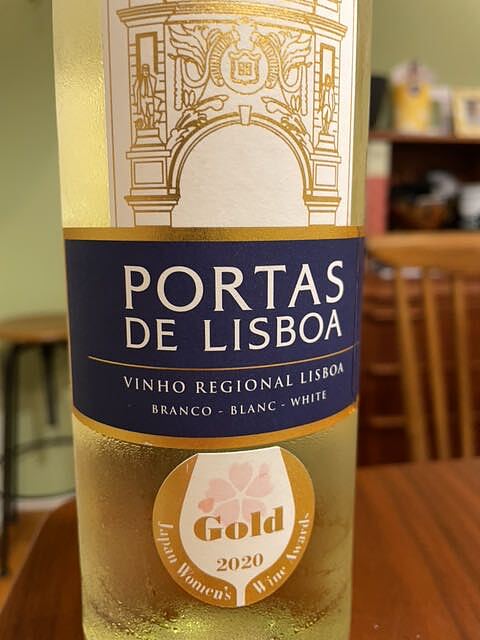 PORTAS
DE LISBOA
VINHO REGIONAL LISBOA
BRANCO - BLANC - WHITE
Gold
2020
Japan Women's Wine Awards